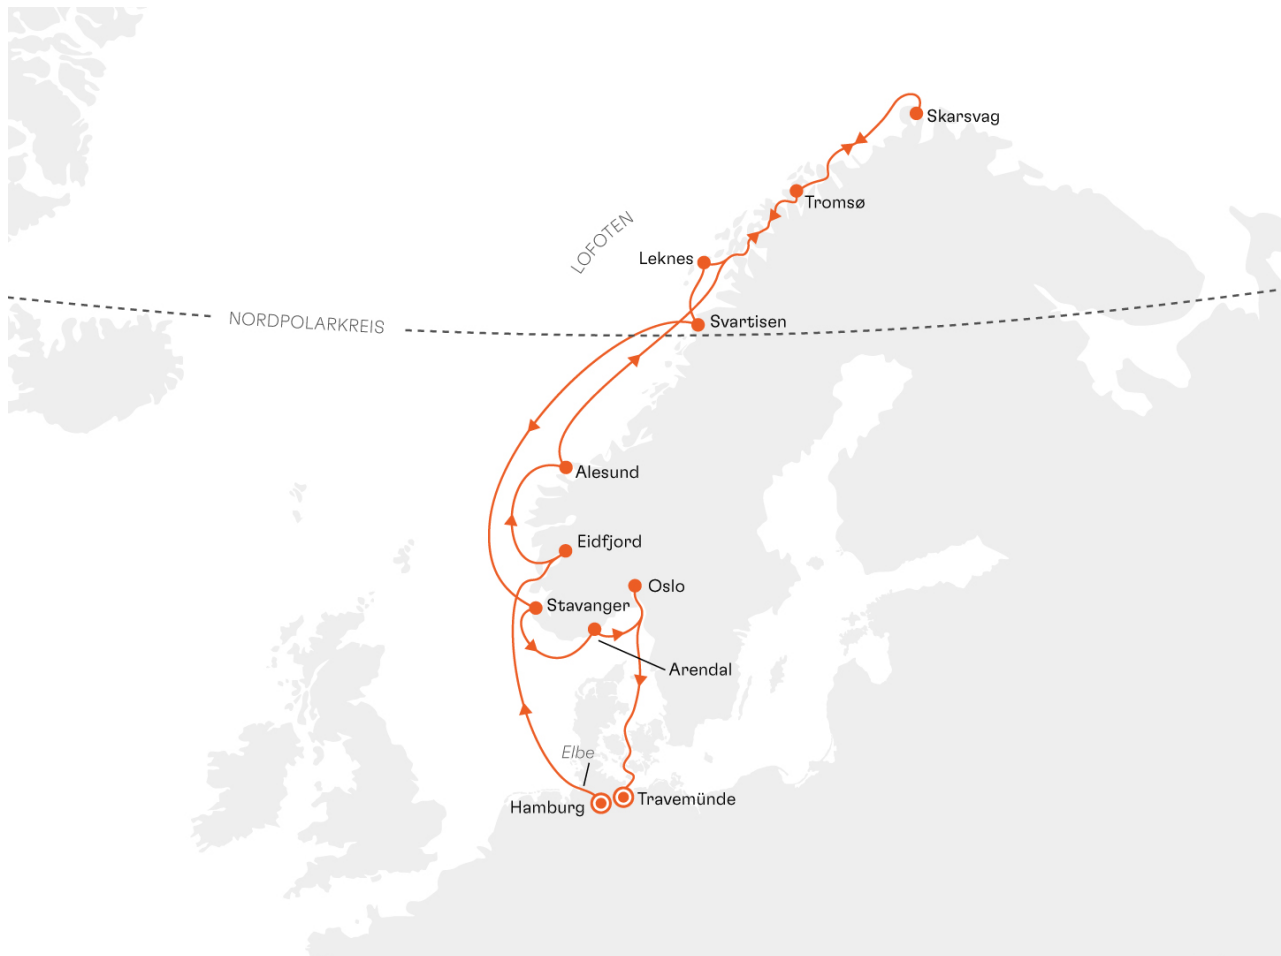 Skarsvag
Tromsø
LOFOTEN
Leknes
NORDPOLARKREIS
Svartisen
Alesund
Eidfjord
Oslo
Stavanger
Arendal
Elbe
Hamburg
Travemünde